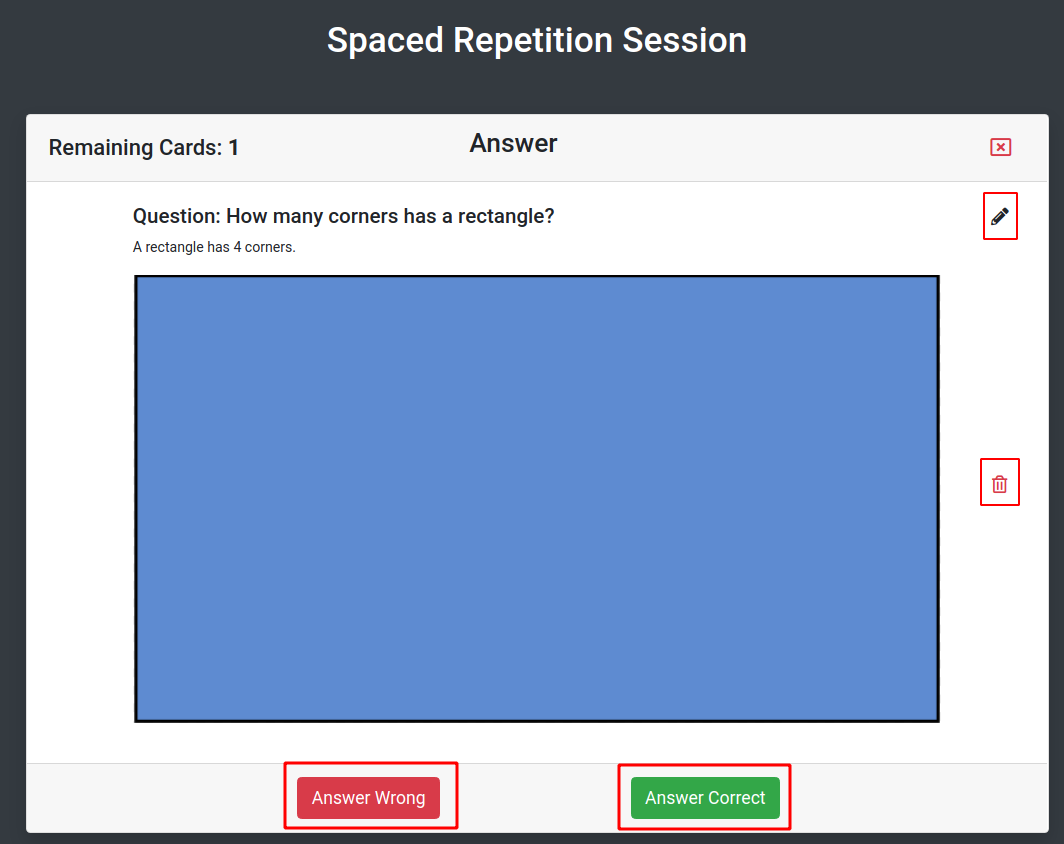 Spaced Repetition Session
Remaining Cards: 1
Answer
Question: How many corners has a rectangle?
A rectangle has 4 corners.
Answer Wrong
Answer Correct